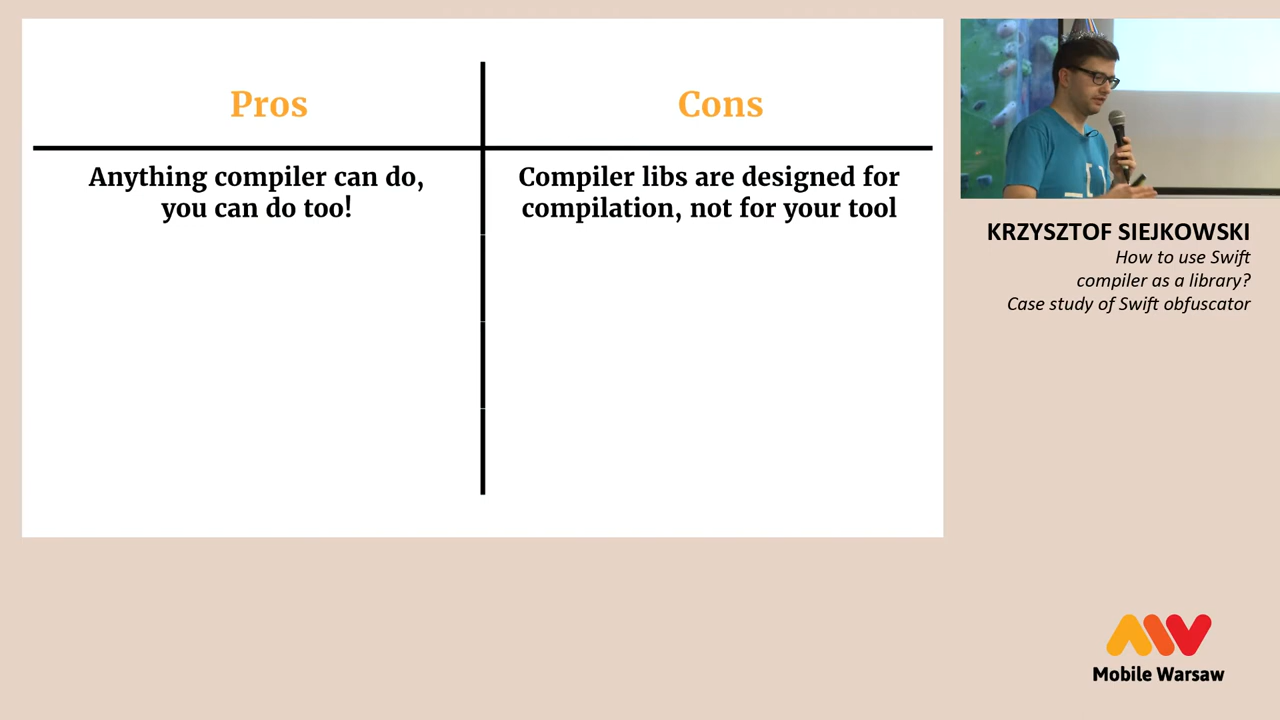 Pros
Cons
Anything compiler can do,
you can do too!
Compiler libs are designed for
compilation, not for your tool
KRZYSZTOF SIEJKOWSKI
How to use Swift
compiler as a library?
Case study of Swift obfuscator
Mobile Warsaw